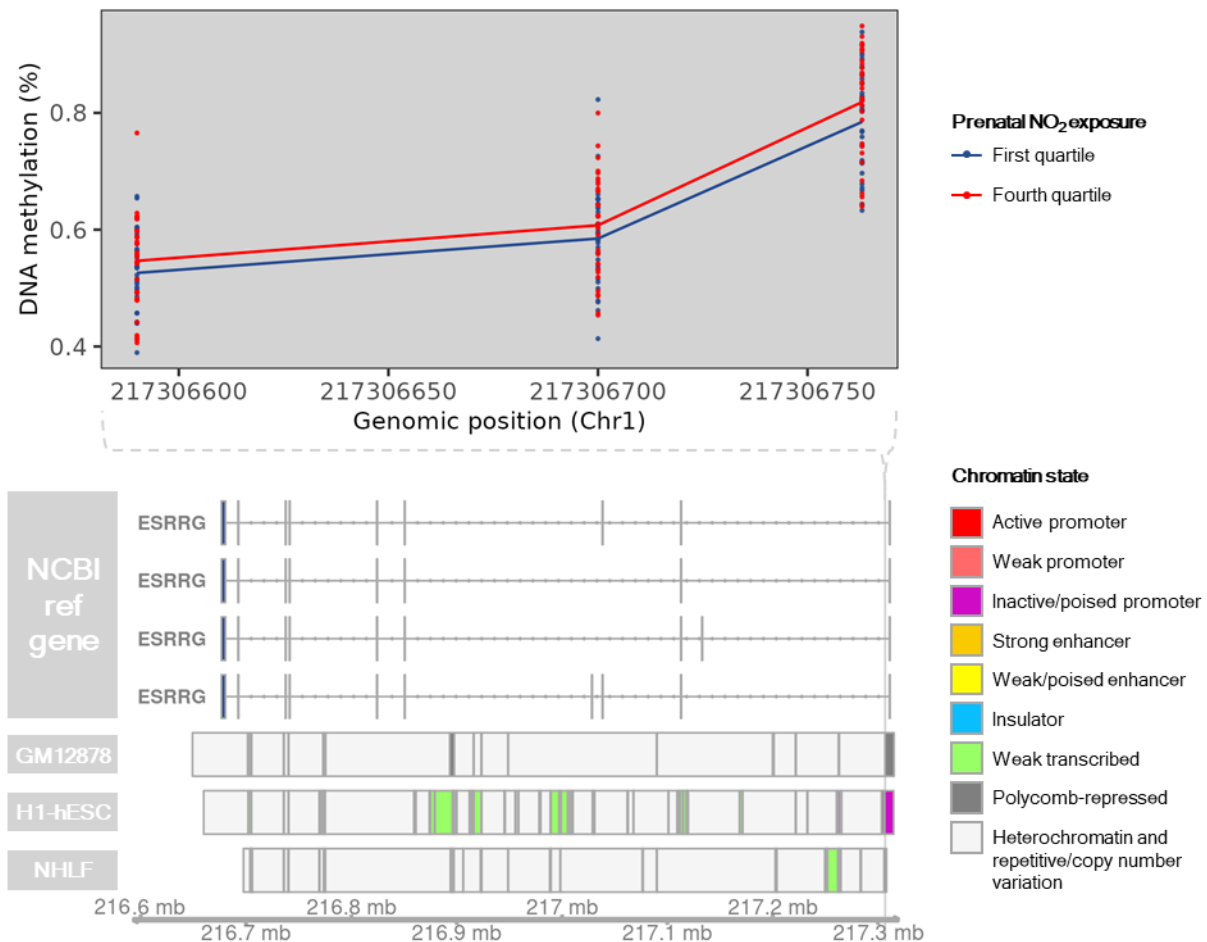 DNA methylation (%)
0.8
0.6
0.4
217306600 217306650 217306700 217306750
Genomic position (Chr1)
Prenatal NO2 exposure
First quartile
Fourth quartile
NCBI
ref
gene
ESRRG
ESRRG
ESRRG
ESRRG
GM12878
H1-hESC
NHLF
216.6 mb 216.8 mb 217 mb 217.2 mb
216.7 mb 216.9 mb 217.1 mb 217.3 mb
Chromatin state
Active promoter
Weak promoter
Inactive/poised promoter
Strong enhancer
Weak/poised enhancer
Insulator
Weak transcribed
Polycomb-repressed
Heterochromatin and
repetitive/copy number
variation